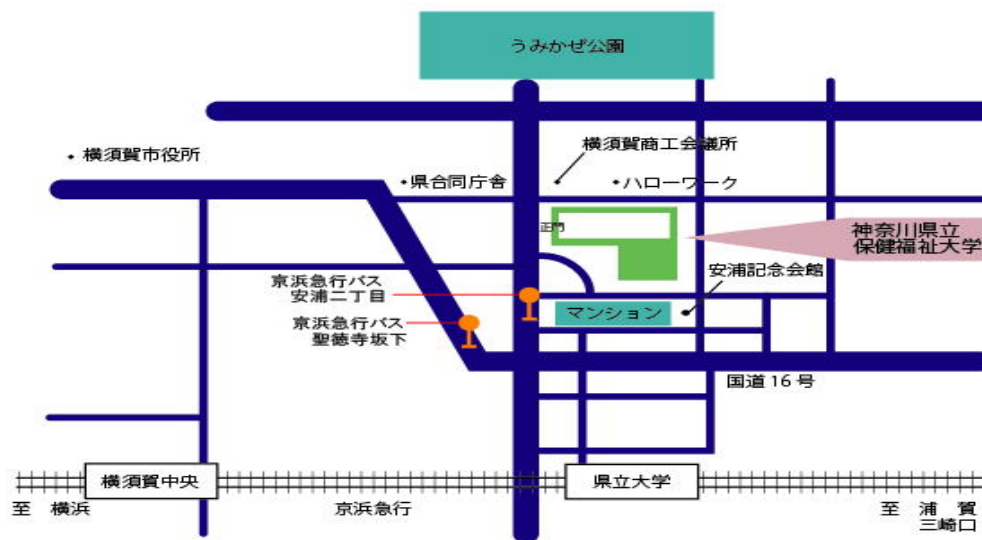 うみかぜ公園
横須賀商工会議所
横須賀市役所
県合同庁舎
ハローワーク
正門
神奈川県立
保健福祉大学
安浦記念会館
京浜急行バス
安浦二丁目
マンション
京浜急行バス
聖徳寺坂下
国道16号
横須賀中央
県立大学
至 横浜
京浜急行
至 浦賀
三崎口